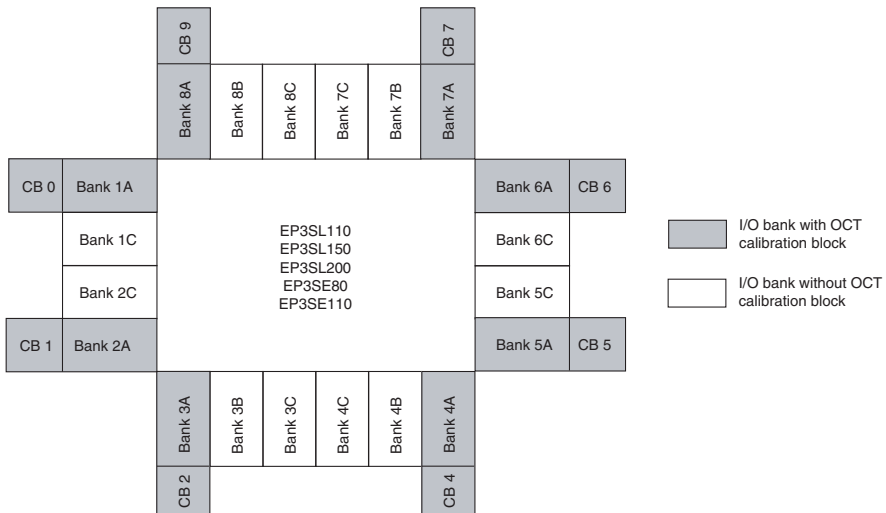 CB 9
CB 7
Bank 8A
Bank 8B
Bank 8C
Bank 7C
Bank 7B
Bank 7A
CB 0
Bank 1A
Bank 6A
CB 6
Bank 1C
Bank 6C
Bank 2C
Bank 5C
CB 1
Bank 2A
Bank 5A
CB 5
EP3SL110
EP3SL150
EP3SL200
EP3SE80
EP3SE110
I/O bank with OCT
calibration block
I/O bank without OCT
calibration block
Bank 3A
Bank 3B
Bank 3C
Bank 4C
Bank 4B
Bank 4A
CB 2
CB 4